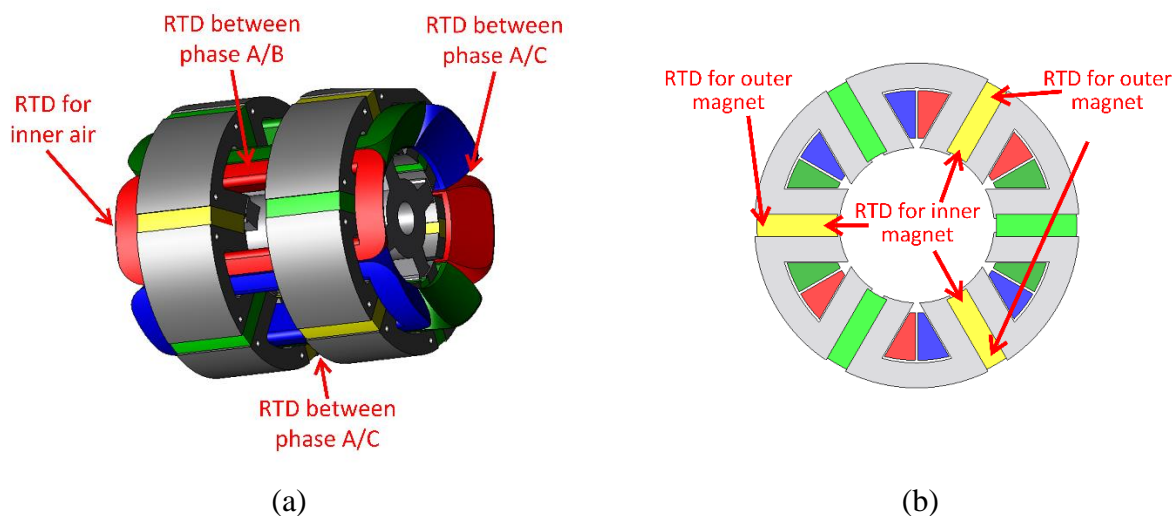 RTD between
phase A/B
RTD between
phase A/C
RTD for
inner air
RTD between
phase A/C
RTD for outer
magnet
RTD for outer
magnet
RTD for inner
magnet
(a)
(b)